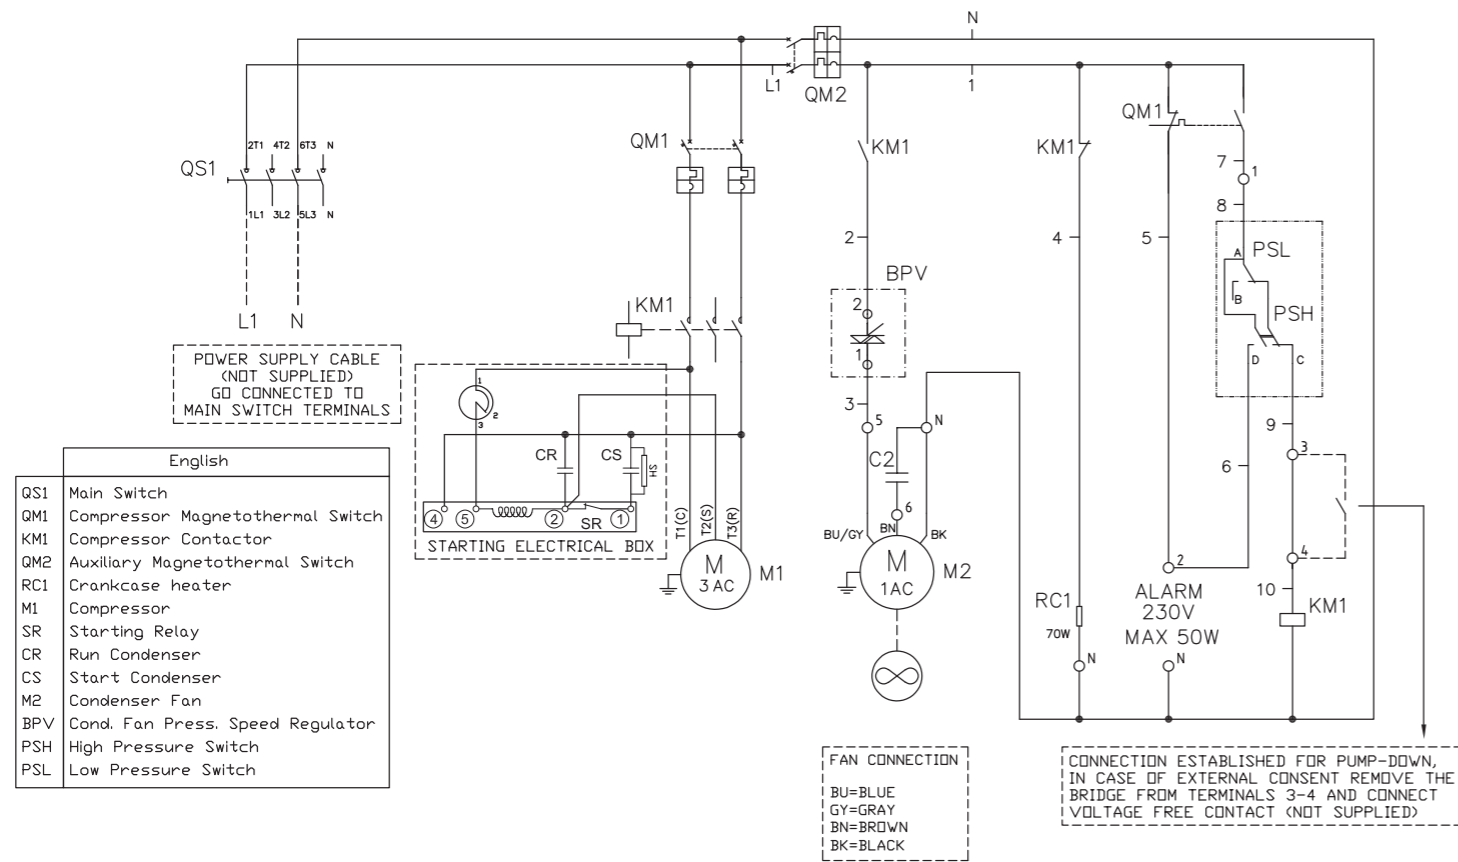 N
L1
QM2
1
QS1
2T1 4T2 6T3 N
1L1 3L2 5L3 N
L1 N
POWER SUPPLY CABLE
(NOT SUPPLIED)
GO CONNECTED TO
MAIN SWITCH TERMINALS
QM1
KM1
1
2
3
CR
CS
HS
4
5
2
SR
1
STARTING ELECTRICAL BOX
T1(C)
T2(S)
T3(R)
M
3 AC
M1
KM1
2
BPV
2
1
3
5
N
C2
6
BU/GY
BN
BK
M
1AC
M2
KM1
4
RC1
70W
N
QM1
5
6
2
ALARM
230V
MAX 50W
N
7
1
8
A
PSL
B
PSH
D
C
9
3
4
10
KM1
English
QS1 Main Switch
QM1 Compressor Magnetothermal Switch
KM1 Compressor Contactor
QM2 Auxiliary Magnetothermal Switch
RC1 Crankcase heater
M1 Compressor
SR Starting Relay
CR Run Condenser
CS Start Condenser
M2 Condenser Fan
BPV Cond. Fan Press. Speed Regulator
PSH High Pressure Switch
PSL Low Pressure Switch
FAN CONNECTION
BU=BLUE
GY=GRAY
BN=BROWN
BK=BLACK
CONNECTION ESTABLISHED FOR PUMP-DOWN,
IN CASE OF EXTERNAL CONSENT REMOVE THE
BRIDGE FROM TERMINALS 3-4 AND CONNECT
VOLTAGE FREE CONTACT (NOT SUPPLIED)